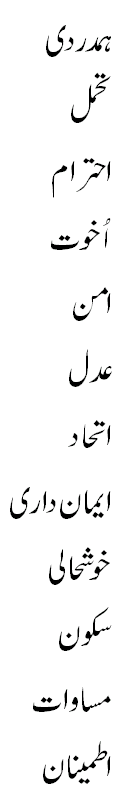 ہمدردی
تحمل
احترام
اُخوت
امن
عدل
اتحاد
ایمان داری
خوشحالی
سکون
مساوات
اطمینان